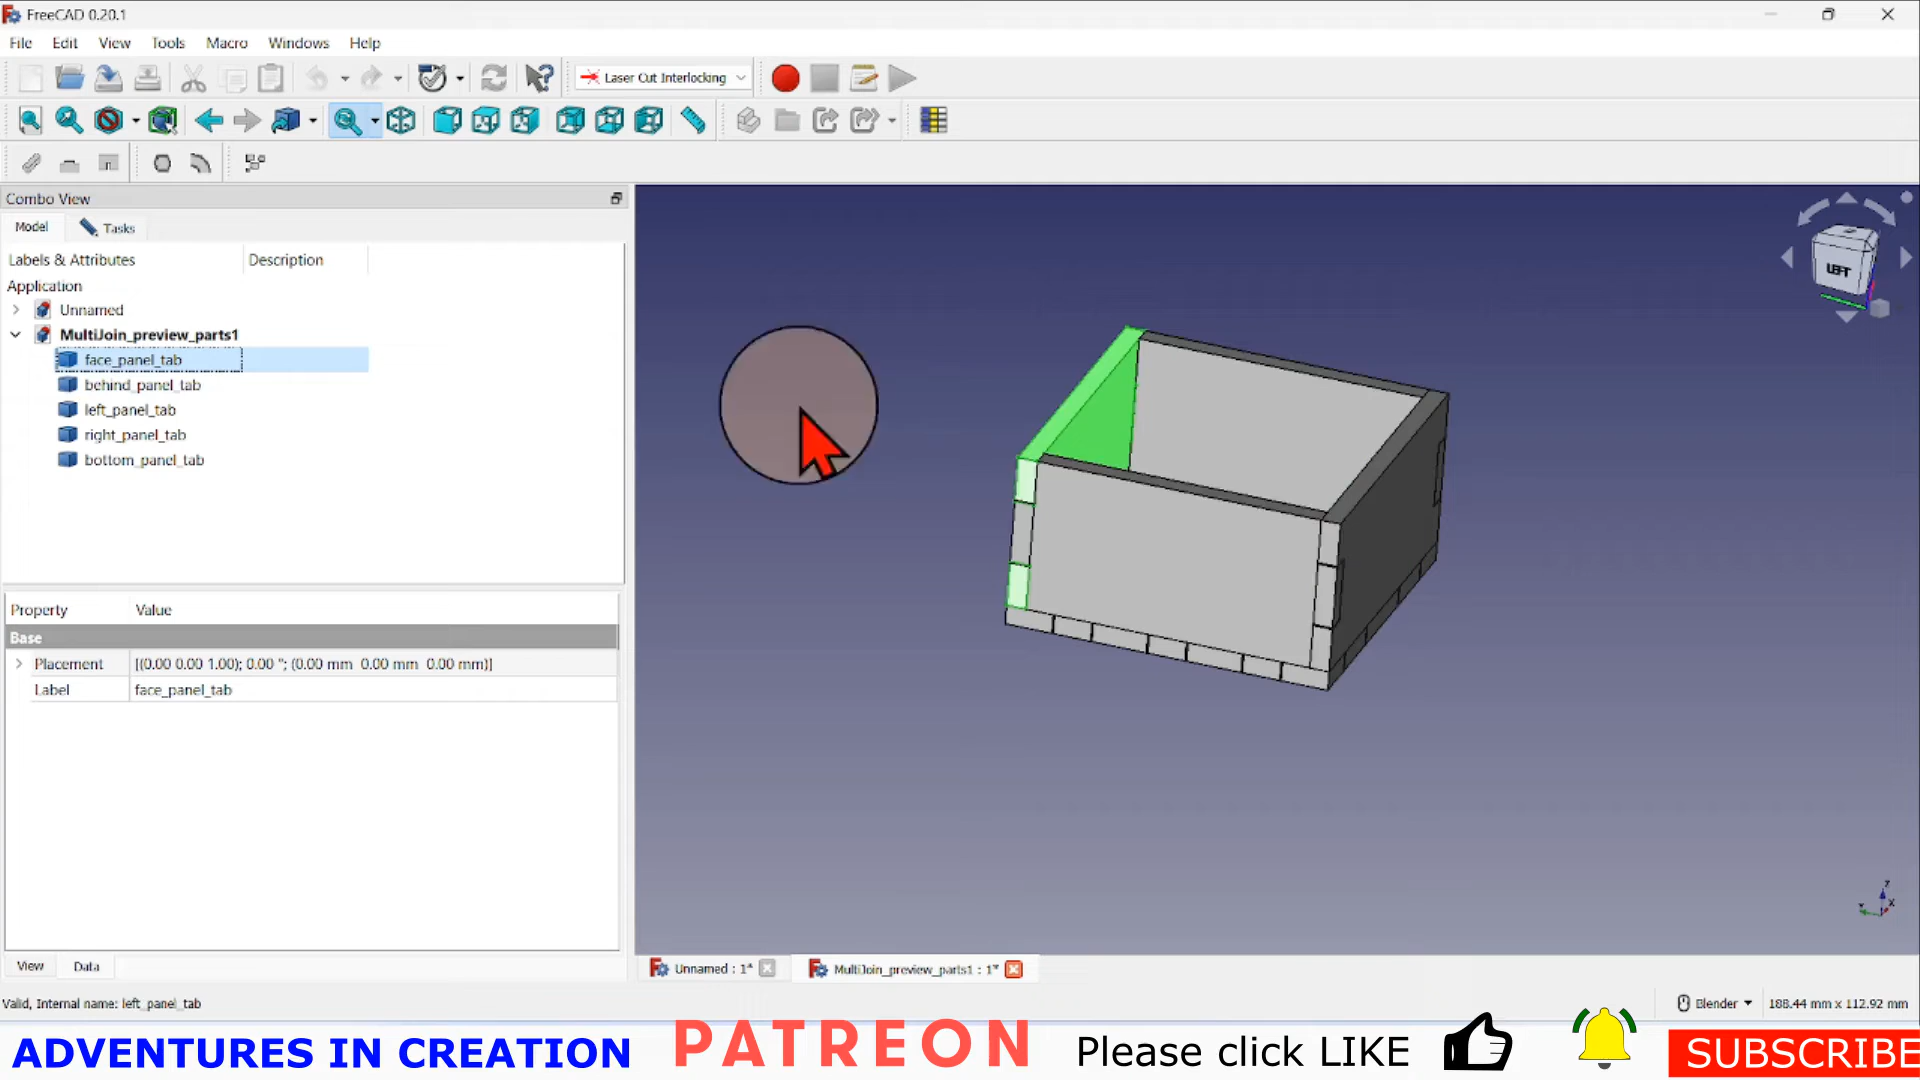 FreeCAD 0.20.1
File Edit View Tools Macro Windows Help
Laser Cut Interlocking
Combo View
Model Tasks
Labels & Attributes Description
Application
Unnamed
MultiJoin_preview_parts1
face_panel_tab
behind_panel_tab
left_panel_tab
right_panel_tab
bottom_panel_tab
LEFT
Property Value
Base
Placement [(0.00 0.00 1.00); 0.00 °; (0.00 mm 0.00 mm 0.00 mm)]
Label face_panel_tab
Z
X
Y
View Data
Unnamed : 1*
MultiJoin_preview_parts1 : 1*
Valid, Internal name: left_panel_tab
Blender 188.44 mm x 112.92 mm
ADVENTURES IN CREATION PATREON Please click LIKE SUBSCRIBE